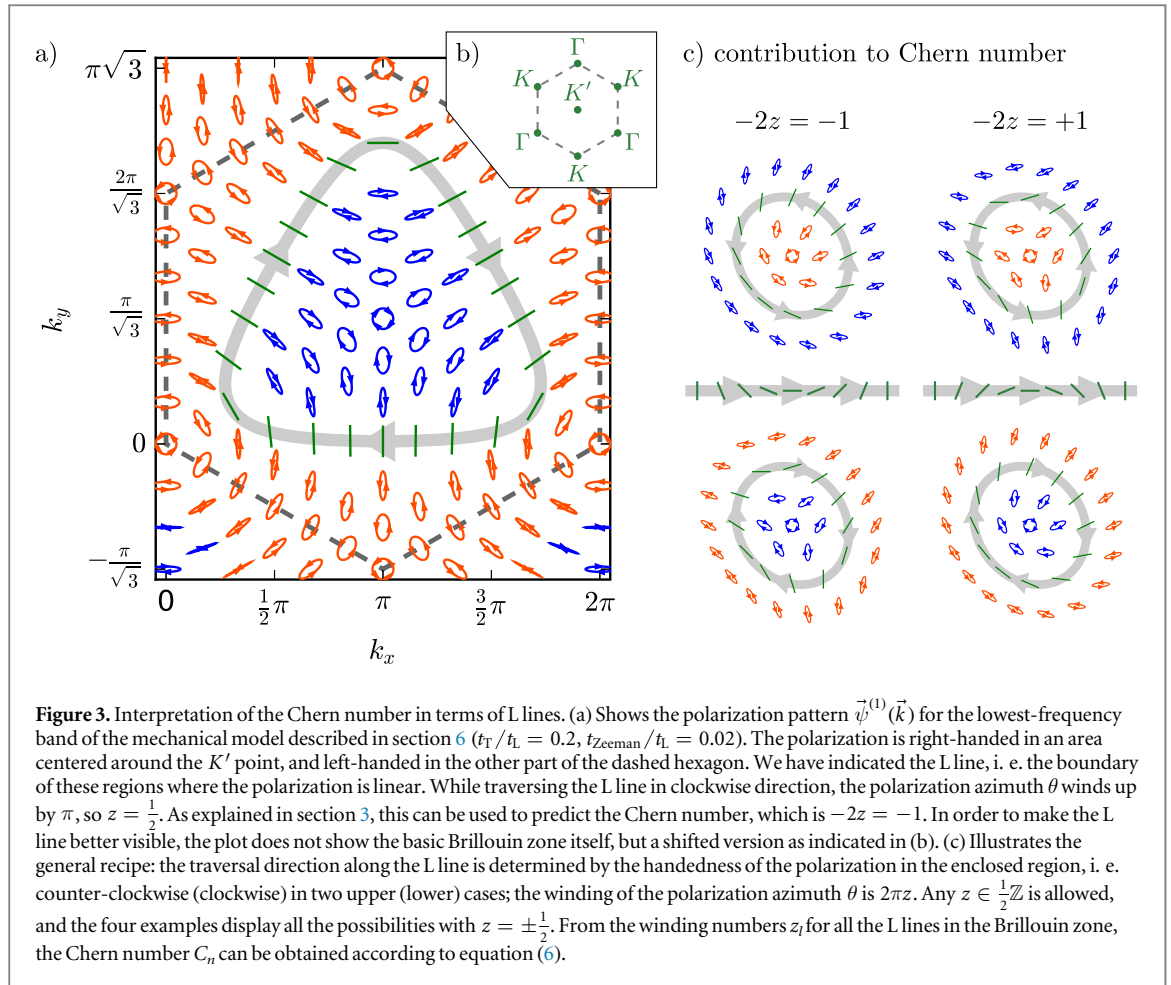 a)
b)
c) contribution to Chern number
π√3
2π/√3
π/√3
0
−π/√3
k_y
0
½π
π
3/2π
2π
k_x
Γ
K
K
K′
Γ
Γ
K
−2z = −1
−2z = +1
Figure 3. Interpretation of the Chern number in terms of L lines. (a) Shows the polarization pattern ψ⃗⁽¹⁾(k⃗) for the lowest-frequency
band of the mechanical model described in section 6 (t_T/t_L = 0.2, t_Zeeman/t_L = 0.02). The polarization is right-handed in an area
centered around the K′ point, and left-handed in the other part of the dashed hexagon. We have indicated the L line, i. e. the boundary
of these regions where the polarization is linear. While traversing the L line in clockwise direction, the polarization azimuth θ winds up
by π, so z = ½. As explained in section 3, this can be used to predict the Chern number, which is −2z = −1. In order to make the L
line better visible, the plot does not show the basic Brillouin zone itself, but a shifted version as indicated in (b). (c) Illustrates the
general recipe: the traversal direction along the L line is determined by the handedness of the polarization in the enclosed region, i. e.
counter-clockwise (clockwise) in two upper (lower) cases; the winding of the polarization azimuth θ is 2πz. Any z ∈ ½ℤ is allowed,
and the four examples display all the possibilities with z = ±½. From the winding numbers z_l for all the L lines in the Brillouin zone,
the Chern number C_n can be obtained according to equation (6).